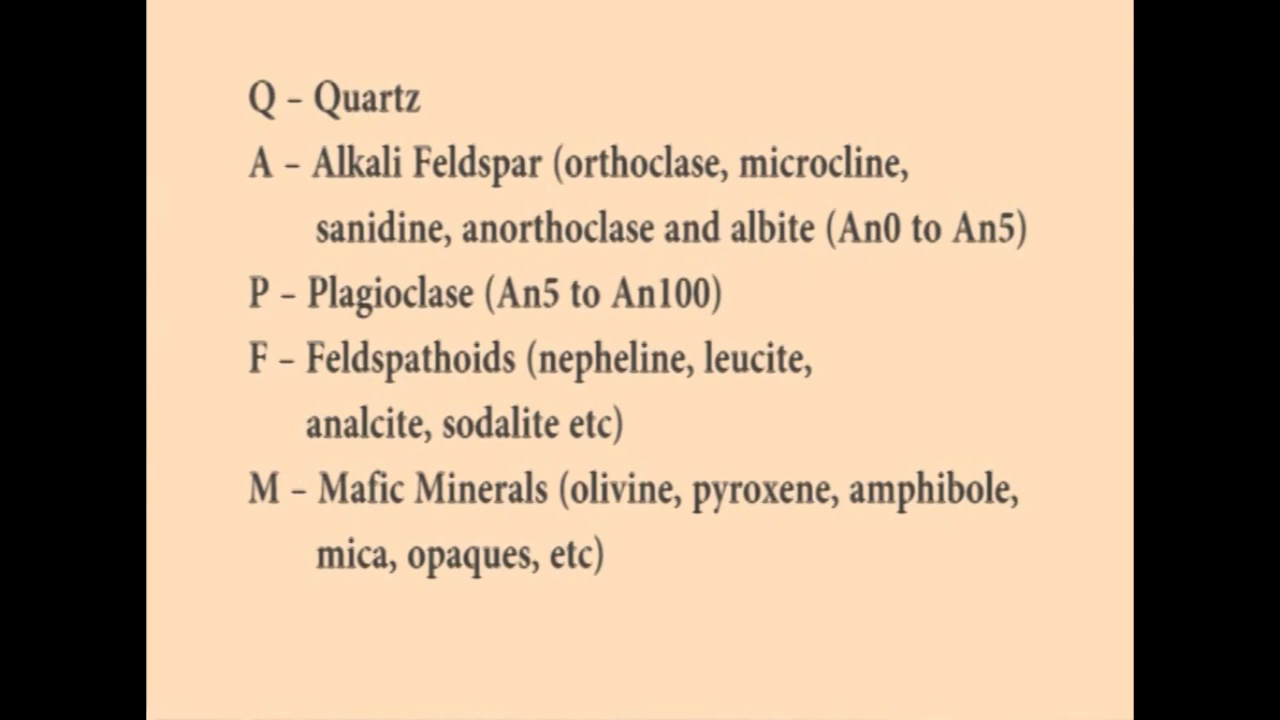 Q – Quartz
A – Alkali Feldspar (orthoclase, microcline,
sanidine, anorthoclase and albite (An0 to An5)
P – Plagioclase (An5 to An100)
F – Feldspathoids (nepheline, leucite,
analcite, sodalite etc)
M – Mafic Minerals (olivine, pyroxene, amphibole,
mica, opaques, etc)